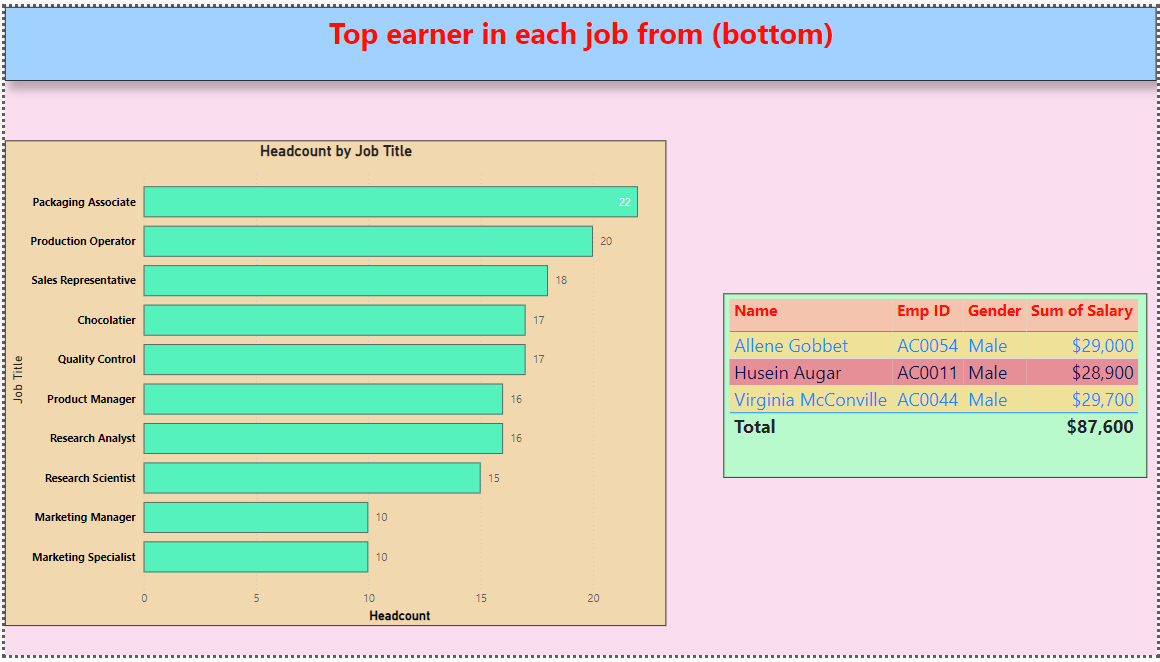 Top earner in each job from (bottom)
Headcount by Job Title
Job Title
Packaging Associate 22
Production Operator 20
Sales Representative 18
Chocolatier 17
Quality Control 17
Product Manager 16
Research Analyst 16
Research Scientist 15
Marketing Manager 10
Marketing Specialist 10
0 5 10 15 20
Headcount
Name Emp ID Gender Sum of Salary
Allene Gobbet AC0054 Male $29,000
Husein Augar AC0011 Male $28,900
Virginia McConville AC0044 Male $29,700
Total $87,600